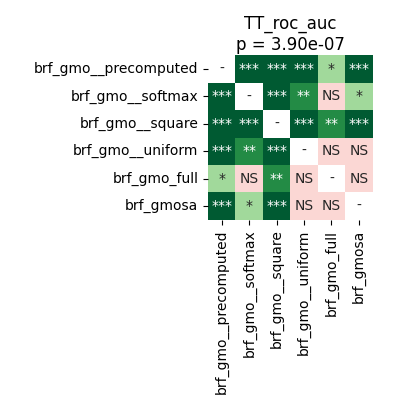 TT_roc_auc
p = 3.90e-07
brf_gmo__precomputed - *** *** *** * ***
brf_gmo__softmax *** - *** ** NS *
brf_gmo__square *** *** - *** ** ***
brf_gmo__uniform *** ** *** - NS NS
brf_gmo_full * NS ** NS - NS
brf_gmosa *** * *** NS NS -
brf_gmo__precomputed
brf_gmo__softmax
brf_gmo__square
brf_gmo__uniform
brf_gmo_full
brf_gmosa